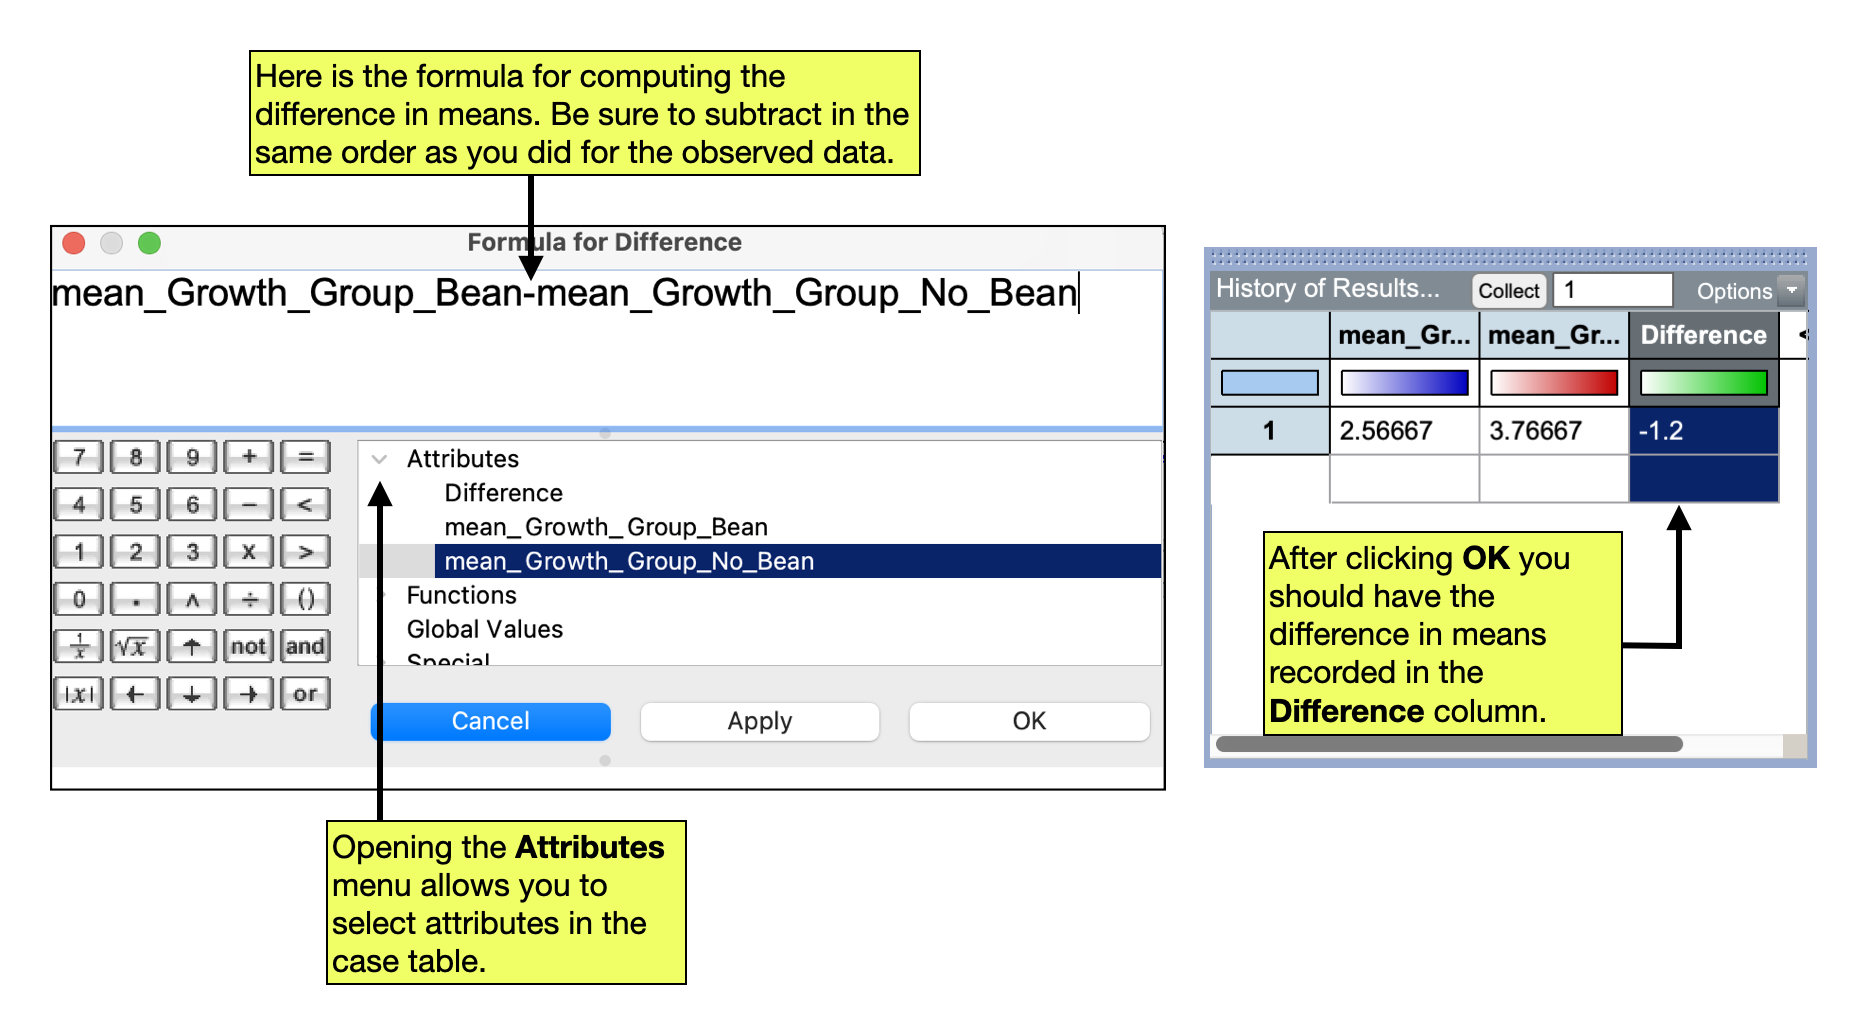 Here is the formula for computing the
difference in means. Be sure to subtract in the
same order as you did for the observed data.
Formula for Difference
mean_Growth_Group_Bean-mean_Growth_Group_No_Bean
7 8 9 + =
4 5 6 − <
1 2 3 x >
0 . ^ ÷ ()
1/x √x ↑ not and
|x| ← ↓ → or
Attributes
Difference
mean_Growth_Group_Bean
mean_Growth_Group_No_Bean
Functions
Global Values
Special
Cancel Apply OK
Opening the Attributes
menu allows you to
select attributes in the
case table.
History of Results... Collect 1 Options
mean_Gr... mean_Gr... Difference <
1 2.56667 3.76667 -1.2
After clicking OK you
should have the
difference in means
recorded in the
Difference column.